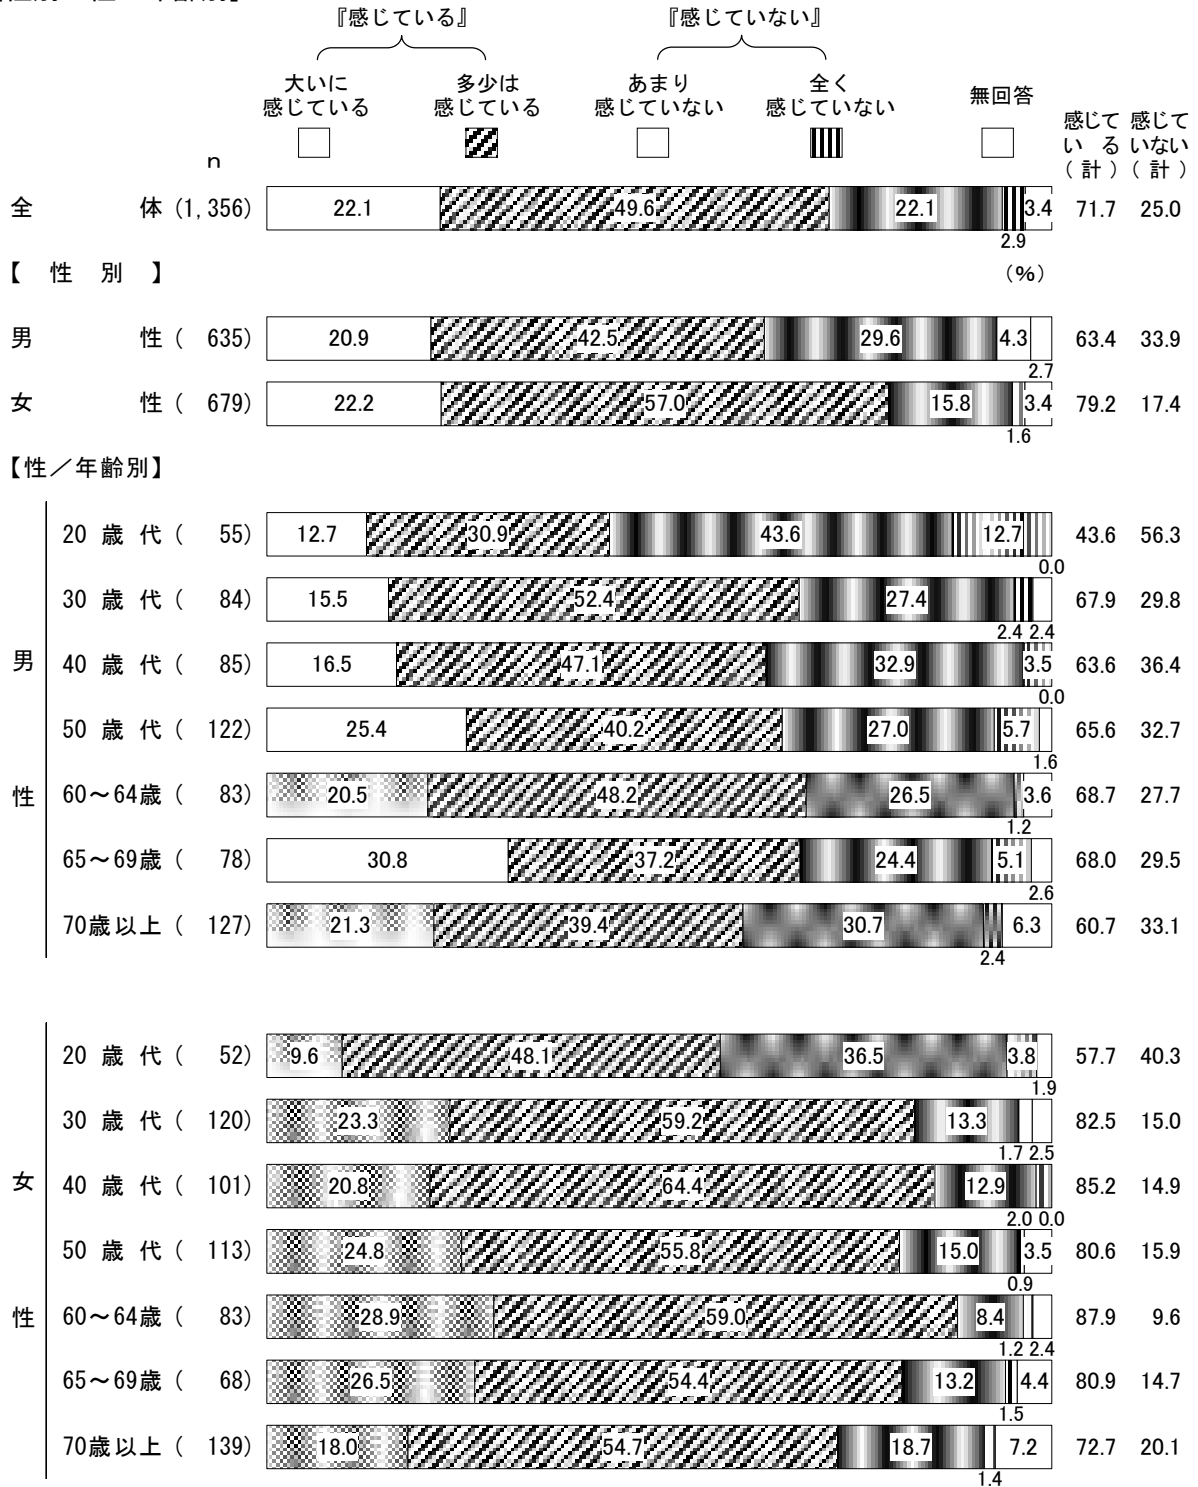 『感じている』 『感じていない』
大いに 多少は あまり 全く 無回答
感じている 感じている 感じていない 感じていない
感じて 感じて
い る いない
(計) (計)
n
全 体 (1,356) 22.1 49.6 22.1 3.4 71.7 25.0
2.9
【 性 別 】 (%)
男 性 ( 635) 20.9 42.5 29.6 4.3 63.4 33.9
2.7
女 性 ( 679) 22.2 57.0 15.8 3.4 79.2 17.4
1.6
【性/年齢別】
20 歳 代 ( 55) 12.7 30.9 43.6 12.7 43.6 56.3
0.0
30 歳 代 ( 84) 15.5 52.4 27.4 67.9 29.8
2.4 2.4
男 40 歳 代 ( 85) 16.5 47.1 32.9 3.5 63.6 36.4
0.0
50 歳 代 ( 122) 25.4 40.2 27.0 5.7 65.6 32.7
1.6
性 60~64歳 ( 83) 20.5 48.2 26.5 3.6 68.7 27.7
1.2
65~69歳 ( 78) 30.8 37.2 24.4 5.1 68.0 29.5
2.6
70歳以上 ( 127) 21.3 39.4 30.7 6.3 60.7 33.1
2.4
20 歳 代 ( 52) 9.6 48.1 36.5 3.8 57.7 40.3
1.9
30 歳 代 ( 120) 23.3 59.2 13.3 82.5 15.0
1.7 2.5
女 40 歳 代 ( 101) 20.8 64.4 12.9 85.2 14.9
2.0 0.0
50 歳 代 ( 113) 24.8 55.8 15.0 3.5 80.6 15.9
0.9
性 60~64歳 ( 83) 28.9 59.0 8.4 87.9 9.6
1.2 2.4
65~69歳 ( 68) 26.5 54.4 13.2 4.4 80.9 14.7
1.5
70歳以上 ( 139) 18.0 54.7 18.7 7.2 72.7 20.1
1.4